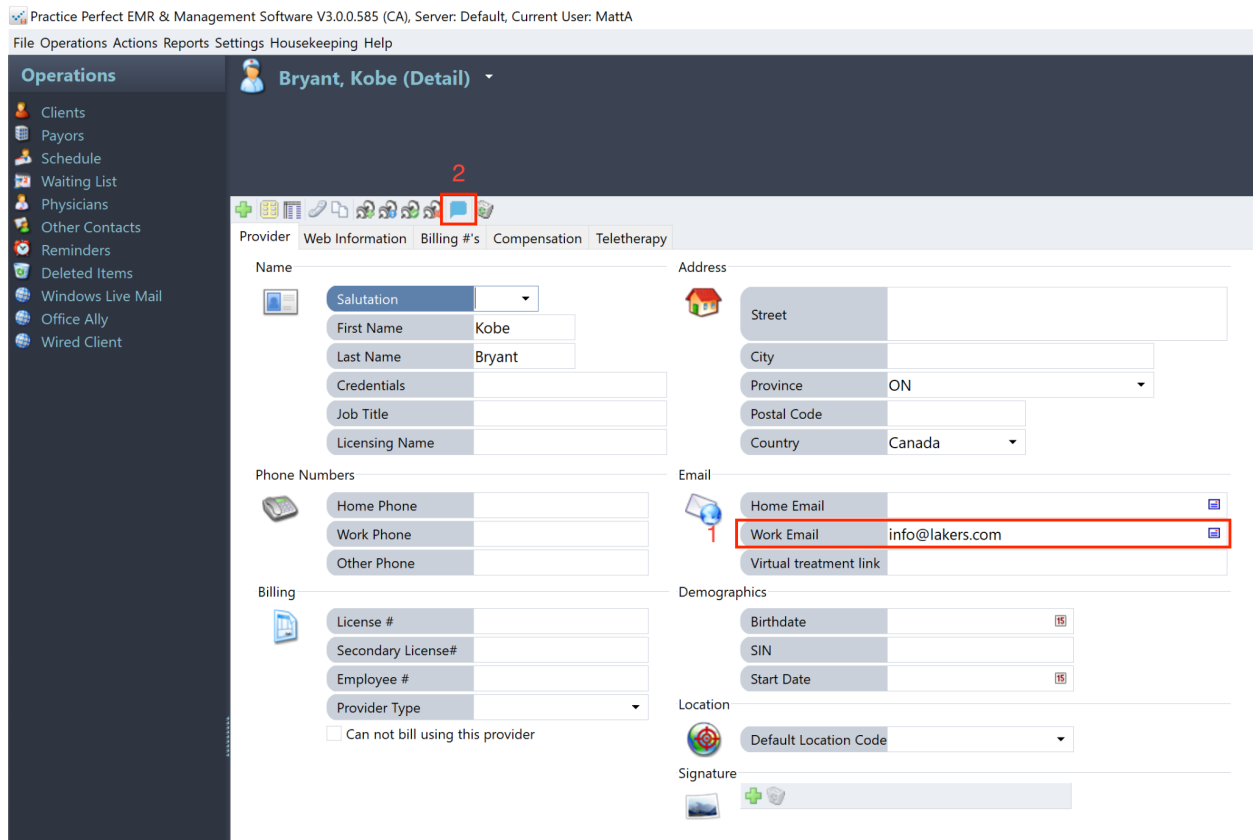 Practice Perfect EMR & Management Software V3.0.0.585 (CA), Server: Default, Current User: MattA
File Operations Actions Reports Settings Housekeeping Help
Operations
Clients
Payors
Schedule
Waiting List
Physicians
Other Contacts
Reminders
Deleted Items
Windows Live Mail
Office Ally
Wired Client
Bryant, Kobe (Detail)
2
Provider Web Information Billing #'s Compensation Teletherapy
Name
Salutation
First Name Kobe
Last Name Bryant
Credentials
Job Title
Licensing Name
Address
Street
City
Province ON
Postal Code
Country Canada
Phone Numbers
Home Phone
Work Phone
Other Phone
Email
Home Email
1
Work Email info@lakers.com
Virtual treatment link
Billing
License #
Secondary License#
Employee #
Provider Type
Can not bill using this provider
Demographics
Birthdate 15
SIN
Start Date 15
Location
Default Location Code
Signature